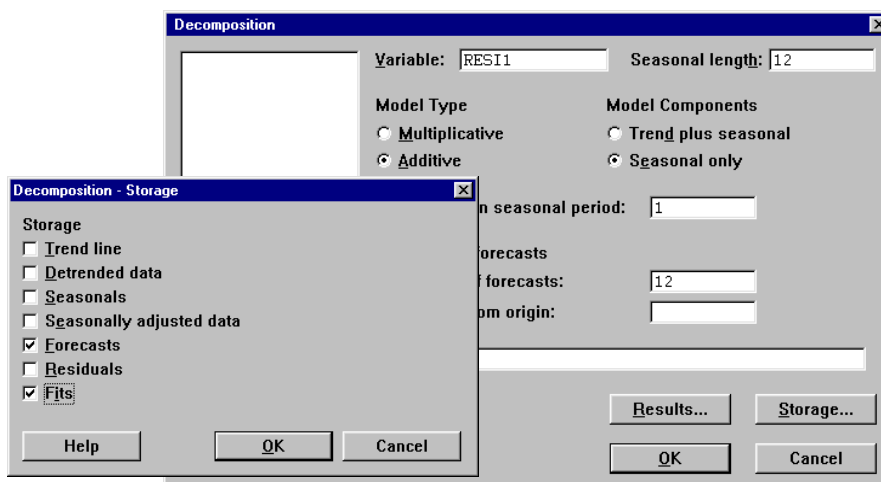 Decomposition
Variable: RESI1 Seasonal length: 12
Model Type
Multiplicative
Additive
Model Components
Trend plus seasonal
Seasonal only
n seasonal period: 1
forecasts
f forecasts: 12
om origin:
Results... Storage...
OK Cancel
Decomposition - Storage
Storage
Trend line
Detrended data
Seasonals
Seasonally adjusted data
Forecasts
Residuals
Fits
Help OK Cancel